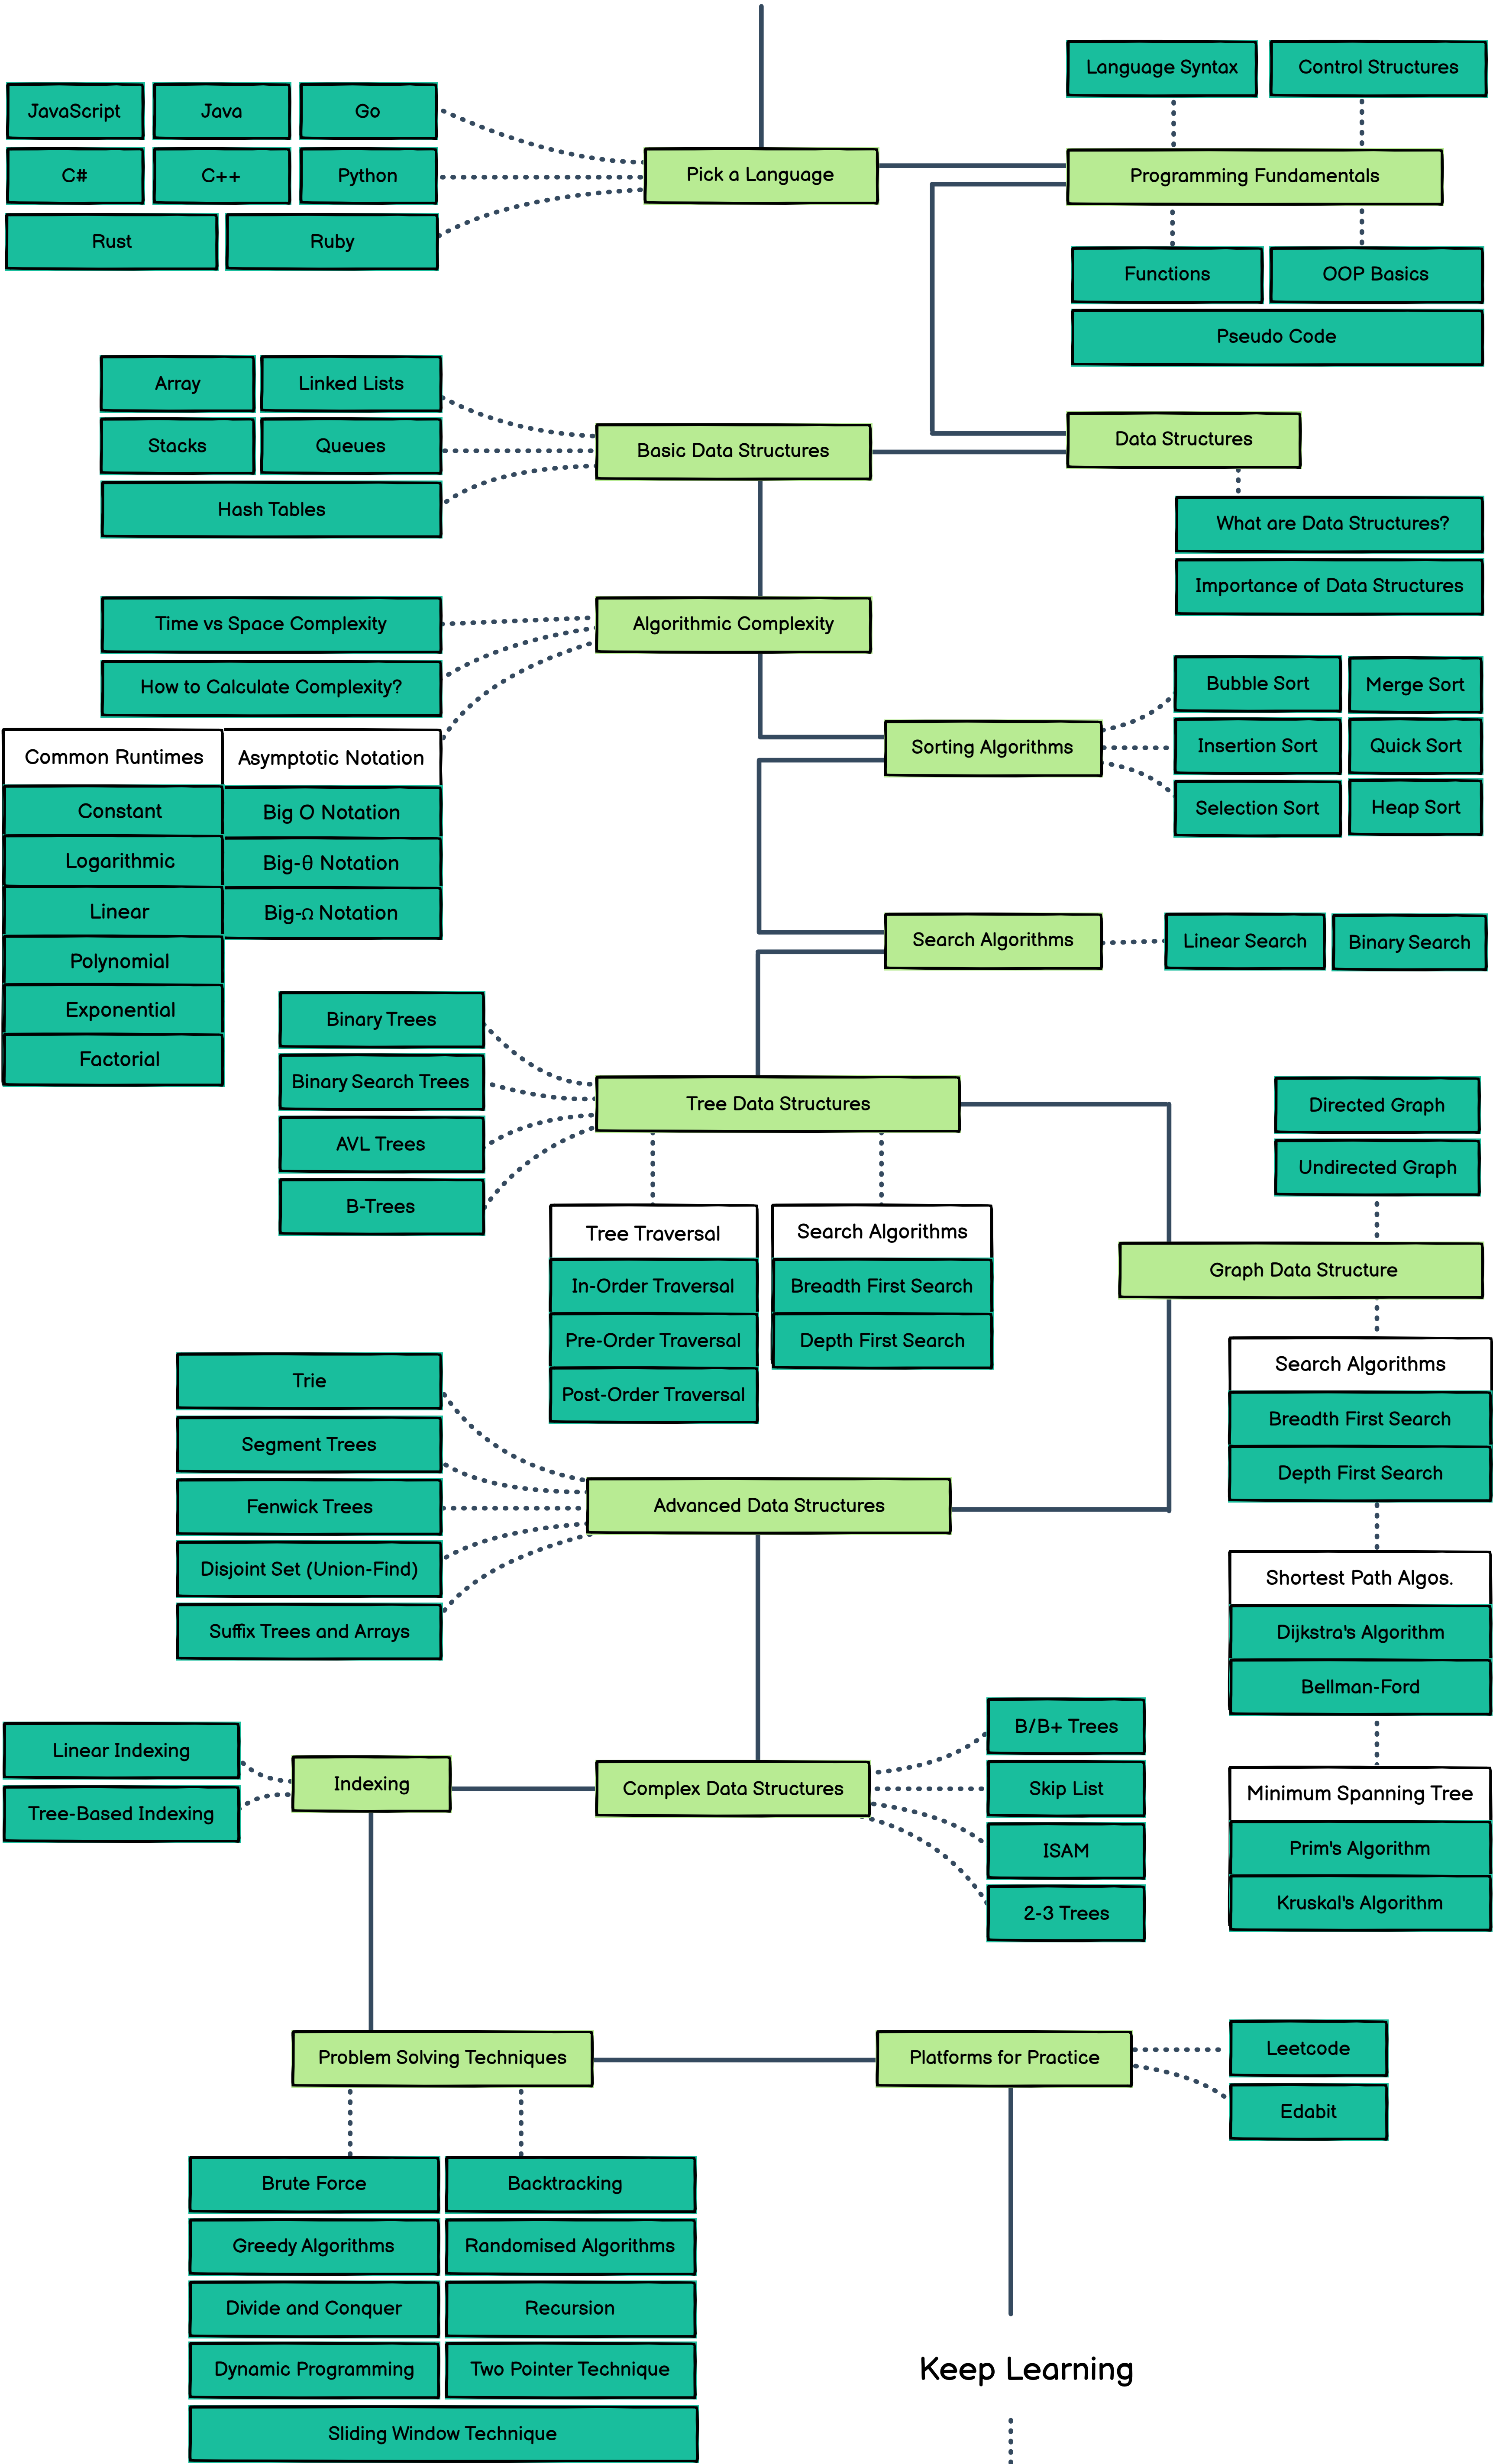 Language Syntax
Control Structures
JavaScript
Java
Go
C#
C++
Python
Rust
Ruby
Pick a Language
Programming Fundamentals
Functions
OOP Basics
Pseudo Code
Array
Linked Lists
Stacks
Queues
Hash Tables
Basic Data Structures
Data Structures
What are Data Structures?
Importance of Data Structures
Time vs Space Complexity
How to Calculate Complexity?
Algorithmic Complexity
Common Runtimes
Constant
Logarithmic
Linear
Polynomial
Exponential
Factorial
Asymptotic Notation
Big O Notation
Big-θ Notation
Big-Ω Notation
Sorting Algorithms
Bubble Sort
Merge Sort
Insertion Sort
Quick Sort
Selection Sort
Heap Sort
Search Algorithms
Linear Search
Binary Search
Binary Trees
Binary Search Trees
AVL Trees
B-Trees
Tree Data Structures
Tree Traversal
In-Order Traversal
Pre-Order Traversal
Post-Order Traversal
Search Algorithms
Breadth First Search
Depth First Search
Directed Graph
Undirected Graph
Graph Data Structure
Search Algorithms
Breadth First Search
Depth First Search
Shortest Path Algos.
Dijkstra's Algorithm
Bellman-Ford
Minimum Spanning Tree
Prim's Algorithm
Kruskal's Algorithm
Trie
Segment Trees
Fenwick Trees
Disjoint Set (Union-Find)
Suffix Trees and Arrays
Advanced Data Structures
Linear Indexing
Tree-Based Indexing
Indexing
Complex Data Structures
B/B+ Trees
Skip List
ISAM
2-3 Trees
Problem Solving Techniques
Platforms for Practice
Leetcode
Edabit
Brute Force
Backtracking
Greedy Algorithms
Randomised Algorithms
Divide and Conquer
Recursion
Dynamic Programming
Two Pointer Technique
Sliding Window Technique
Keep Learning